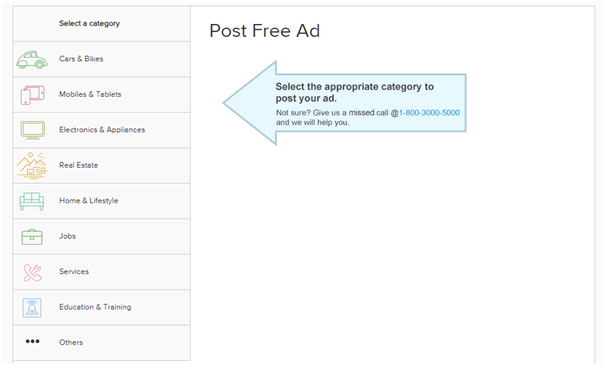 Select a category
Post Free Ad
Cars & Bikes
Mobiles & Tablets
Electronics & Appliances
Real Estate
Home & Lifestyle
Jobs
Services
Education & Training
Others
Select the appropriate category to
post your ad.
Not sure? Give us a missed call @1-800-3000-5000
and we will help you.